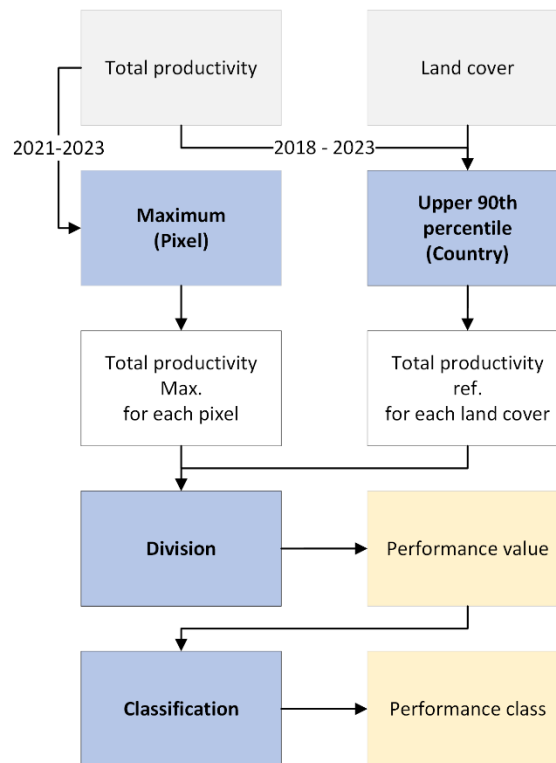 Total productivity
Land cover
2021-2023
2018 - 2023
Maximum
(Pixel)
Upper 90th
percentile
(Country)
Total productivity
Max.
for each pixel
Total productivity
ref.
for each land cover
Division
Performance value
Classification
Performance class